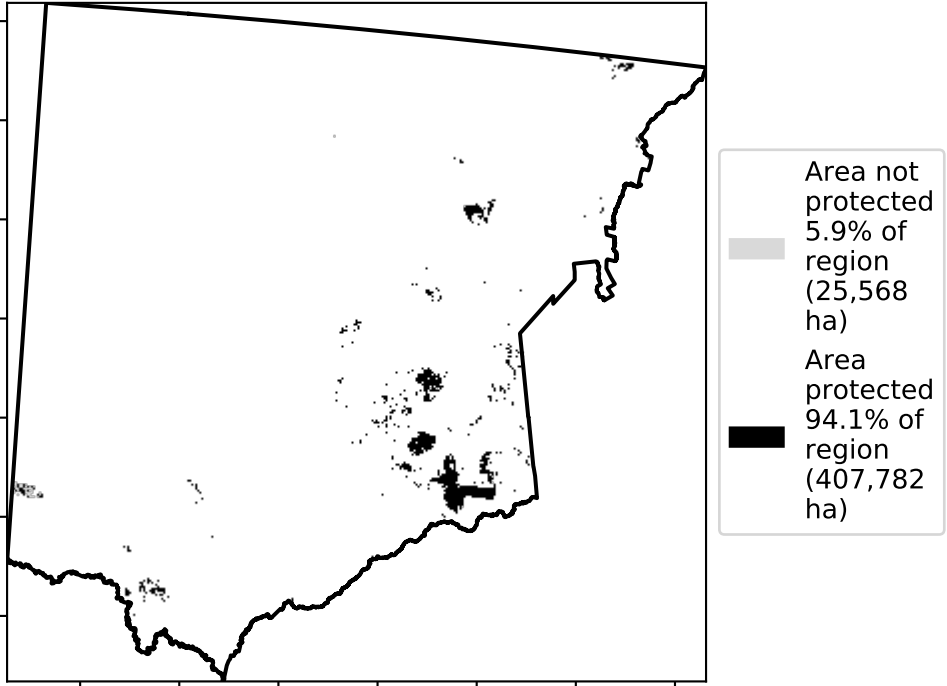 Area not
protected
5.9% of
region
(25,568
ha)
Area
protected
94.1% of
region
(407,782
ha)